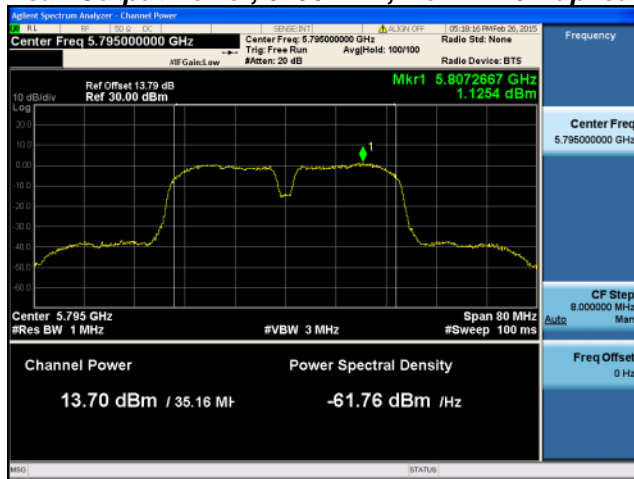 Agilent Spectrum Analyzer - Channel Power
RL RF 50 Ω DC SENSE:INT ALIGN OFF 05:18:16 PM Feb 26, 2015
Center Freq 5.795000000 GHz Center Freq: 5.795000000 GHz Radio Std: None Frequency
Trig: Free Run Avg|Hold: 100/100
#IFGain:Low #Atten: 20 dB Radio Device: BTS
Mkr1 5.8072667 GHz
Ref Offset 13.79 dB
10 dB/div Ref 30.00 dBm 1.1254 dBm
Log
20.0
10.0
1
0.00
-10.0
-20.0
-30.0
-40.0
-50.0
-60.0
Center Freq
5.795000000 GHz
Center 5.795 GHz Span 80 MHz
#Res BW 1 MHz #VBW 3 MHz #Sweep 100 ms
CF Step
8.000000 MHz
Auto Man
Channel Power Power Spectral Density
13.70 dBm / 35.16 MH -61.76 dBm /Hz
Freq Offset
0 Hz
MSG STATUS